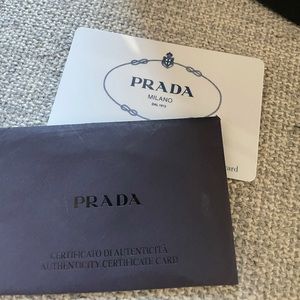 PRADA
MILANO
DAL 1913
PRADA
CERTIFICATO DI AUTENTICITÀ
AUTHENTICITY CERTIFICATE CARD